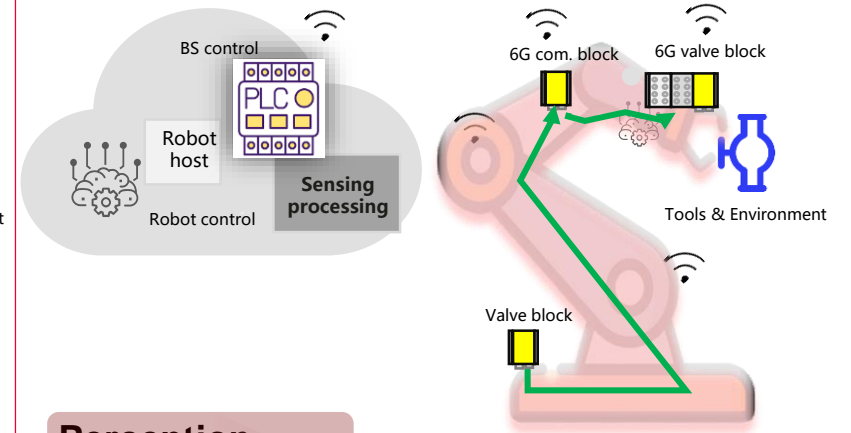 BS control
PLC
Robot
host
Sensing
processing
Robot control
6G com. block
6G valve block
Tools & Environment
Valve block